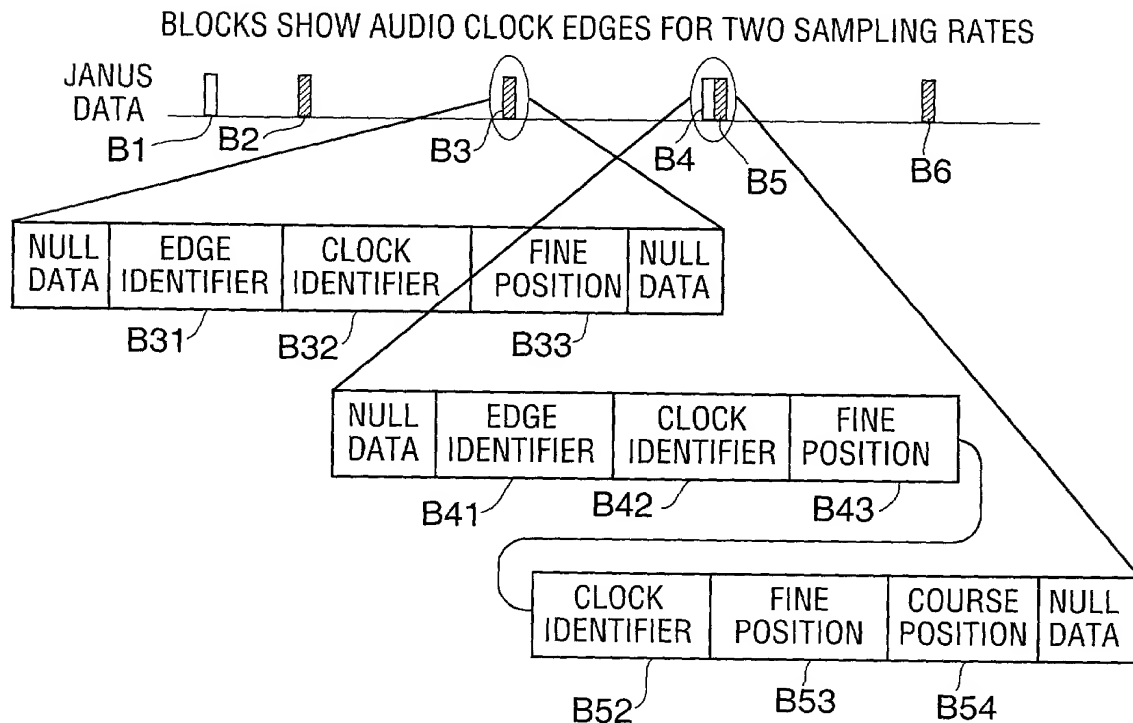 BLOCKS SHOW AUDIO CLOCK EDGES FOR TWO SAMPLING RATES
JANUS
DATA
B1
B2
B3
B4
B5
B6
NULL
DATA
EDGE
IDENTIFIER
CLOCK
IDENTIFIER
FINE
POSITION
NULL
DATA
B31
B32
B33
NULL
DATA
EDGE
IDENTIFIER
CLOCK
IDENTIFIER
FINE
POSITION
B41
B42
B43
CLOCK
IDENTIFIER
FINE
POSITION
COURSE
POSITION
NULL
DATA
B52
B53
B54